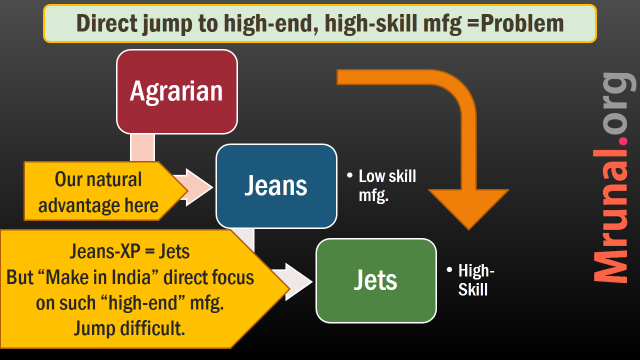 Direct jump to high-end, high-skill mfg =Problem
Agrarian
Our natural
advantage here
Jeans
• Low skill
mfg.
Jeans-XP = Jets
But “Make in India” direct focus
on such “high-end” mfg.
Jump difficult.
Jets
• High-
Skill
Mrunal.org